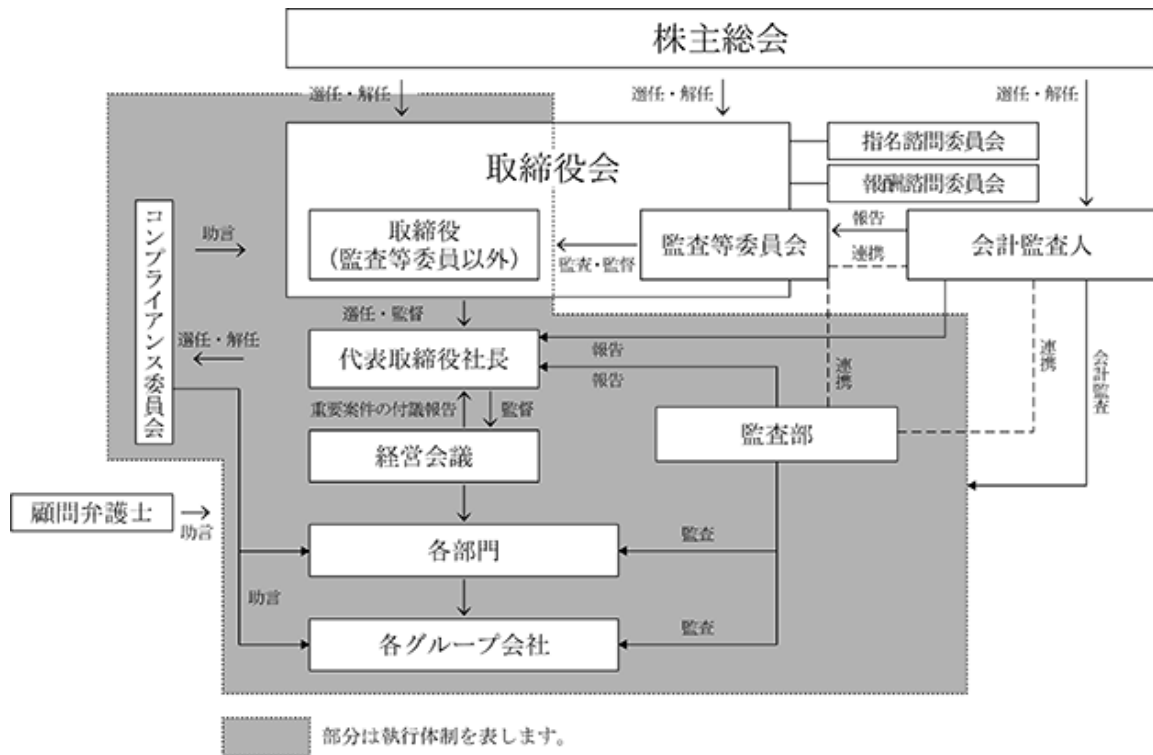 株主総会
選任・解任
選任・解任
選任・解任
取締役会
指名諮問委員会
報酬諮問委員会
コンプライアンス委員会
助言
取締役
（監査等委員以外）
監査・監督
監査等委員会
報告
連携
会計監査人
選任・監督
選任・解任
代表取締役社長
報告
報告
連携
連携
会計監査
重要案件の付議報告
監督
経営会議
監査部
顧問弁護士
助言
各部門
監査
助言
各グループ会社
監査
部分は執行体制を表します。